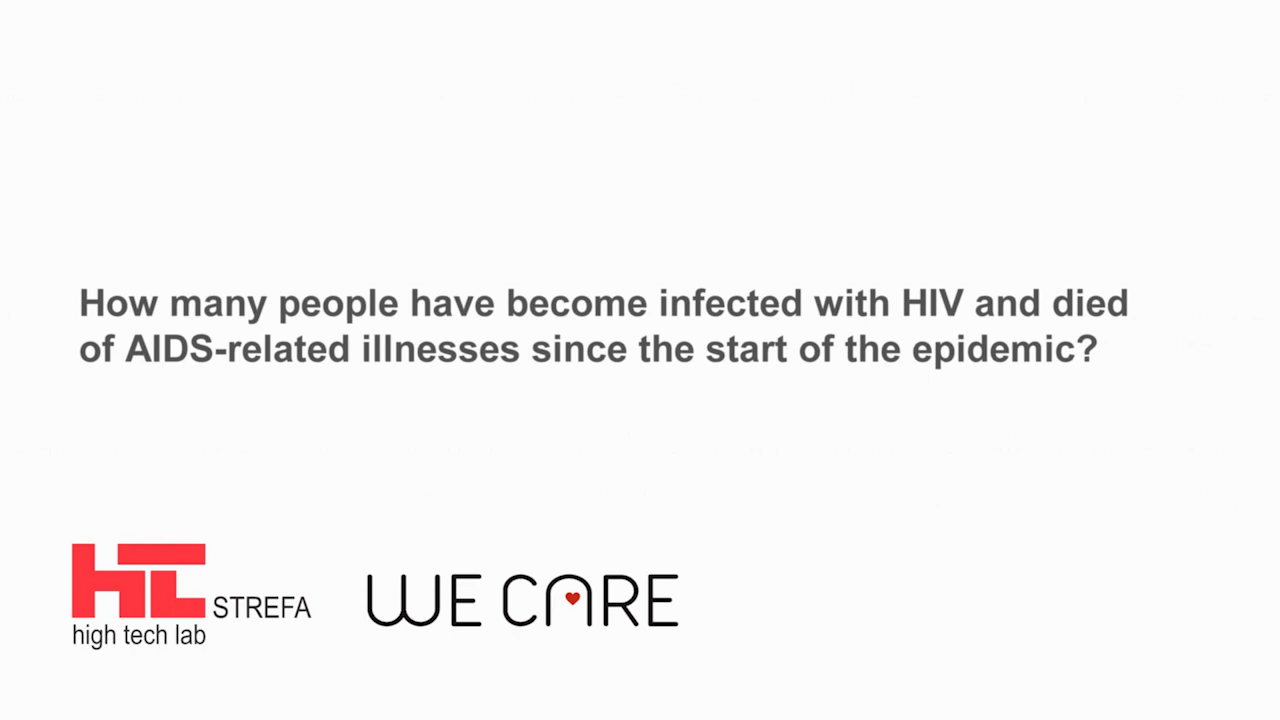 How many people have become infected with HIV and died
of AIDS-related illnesses since the start of the epidemic?
HTL STREFA
high tech lab
WE CARE